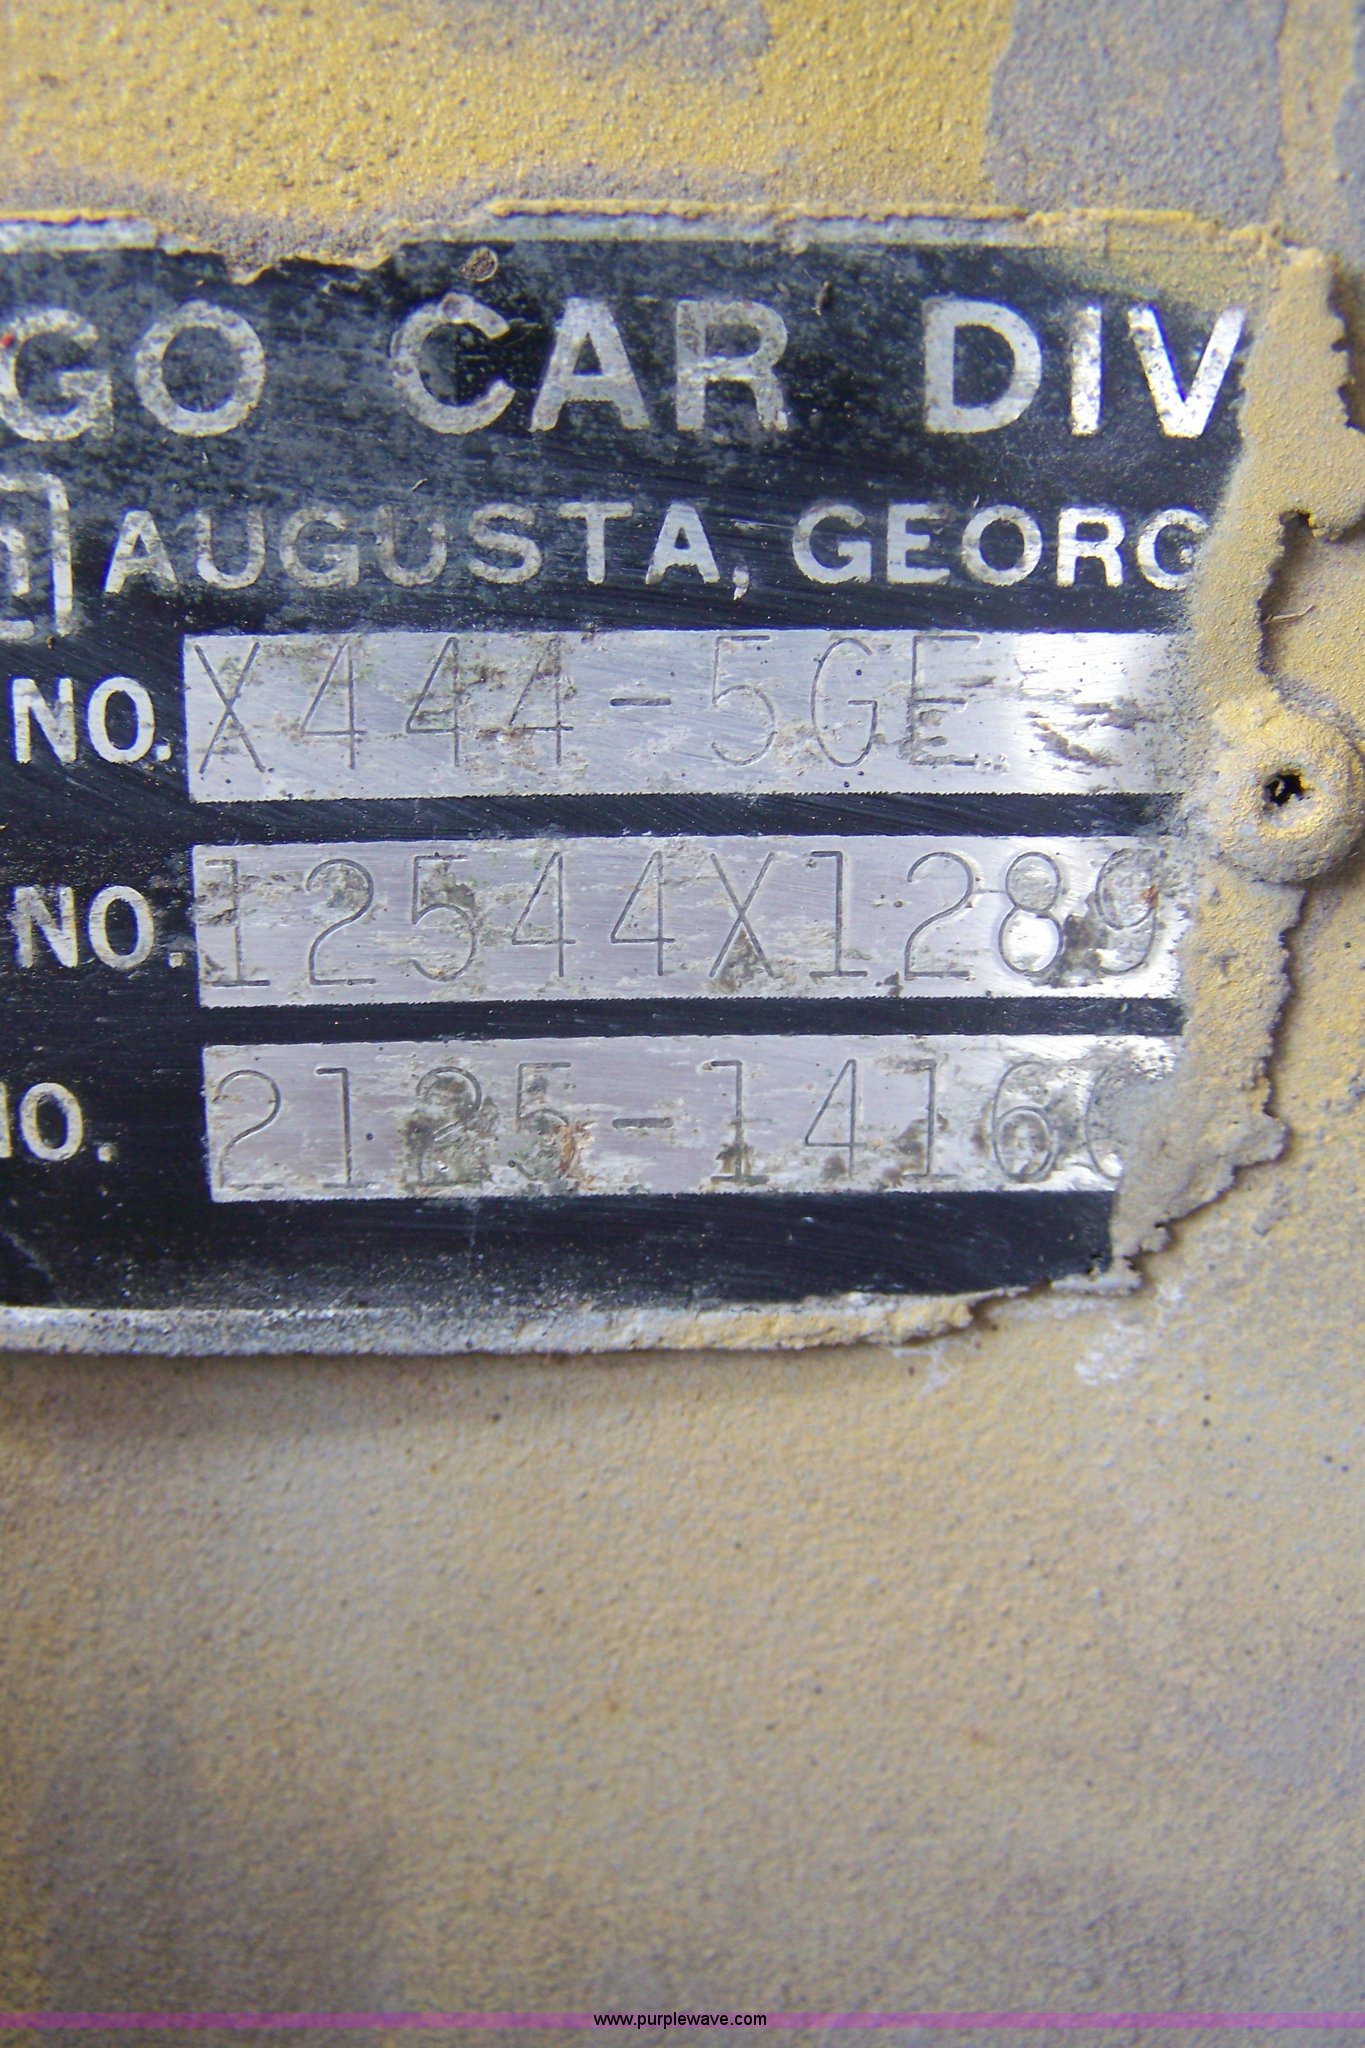 GO CAR DIV
AUGUSTA, GEORG
NO. X444-5GE
NO. 12544X1289
NO. 2125-1416
www.purplewave.com